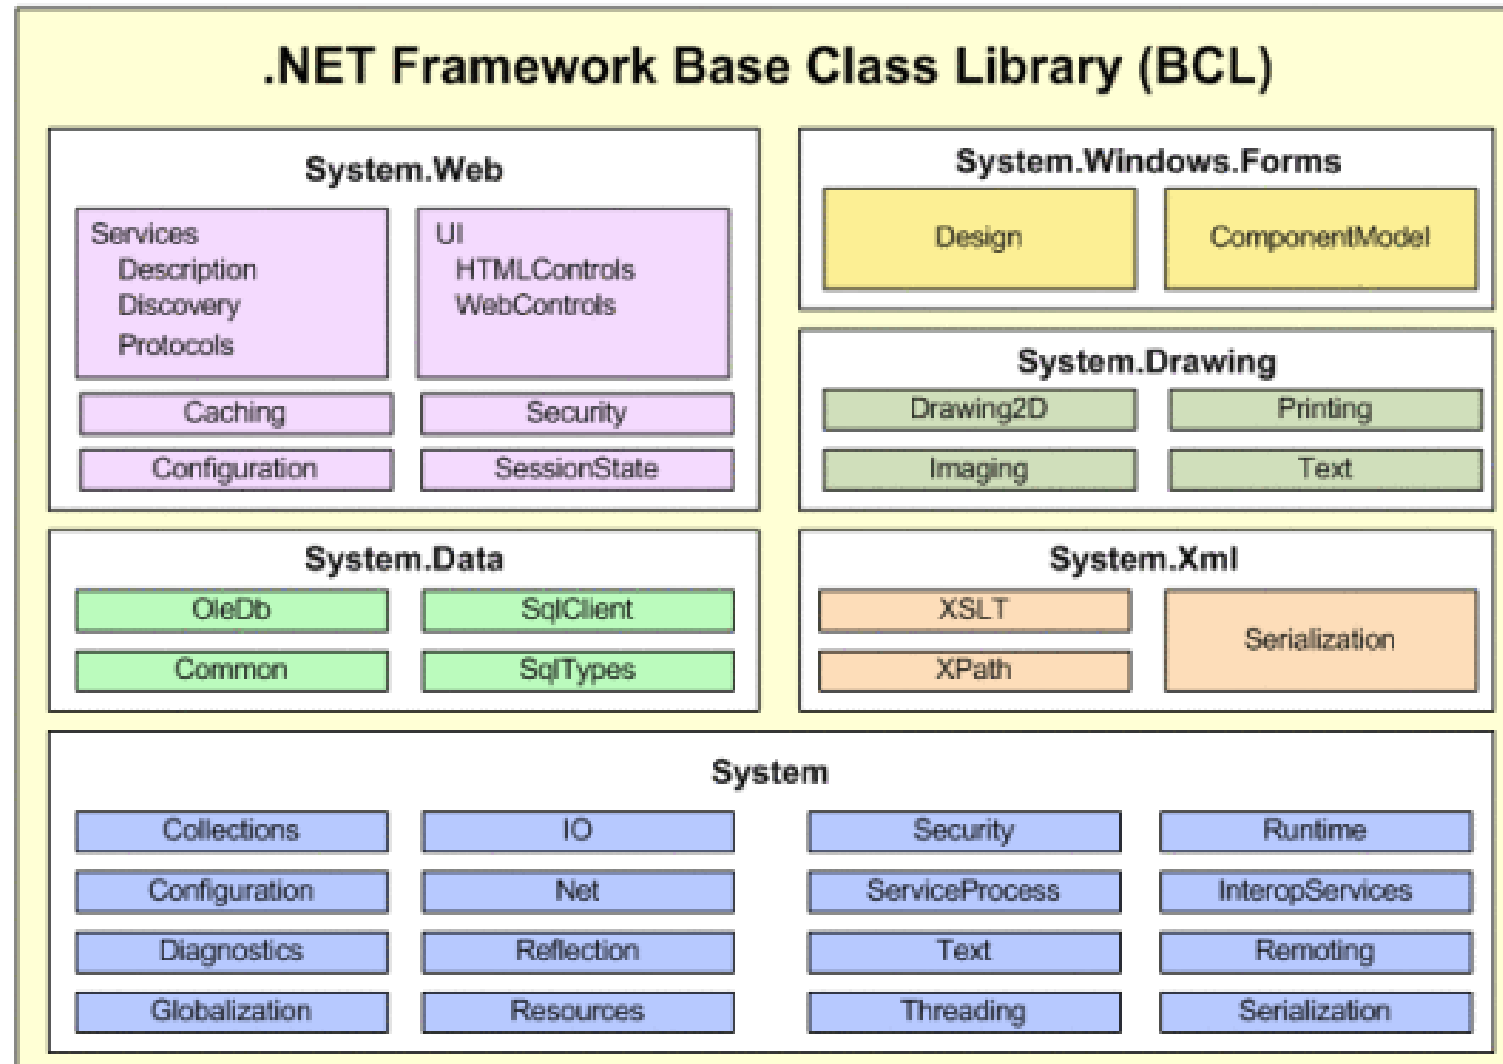 .NET Framework Base Class Library (BCL)
System.Web
Services
Description
Discovery
Protocols
UI
HTMLControls
WebControls
Caching
Security
Configuration
SessionState
System.Windows.Forms
Design
ComponentModel
System.Drawing
Drawing2D
Printing
Imaging
Text
System.Data
OleDb
SqlClient
Common
SqlTypes
System.Xml
XSLT
XPath
Serialization
System
Collections
IO
Security
Runtime
Configuration
Net
ServiceProcess
InteropServices
Diagnostics
Reflection
Text
Remoting
Globalization
Resources
Threading
Serialization